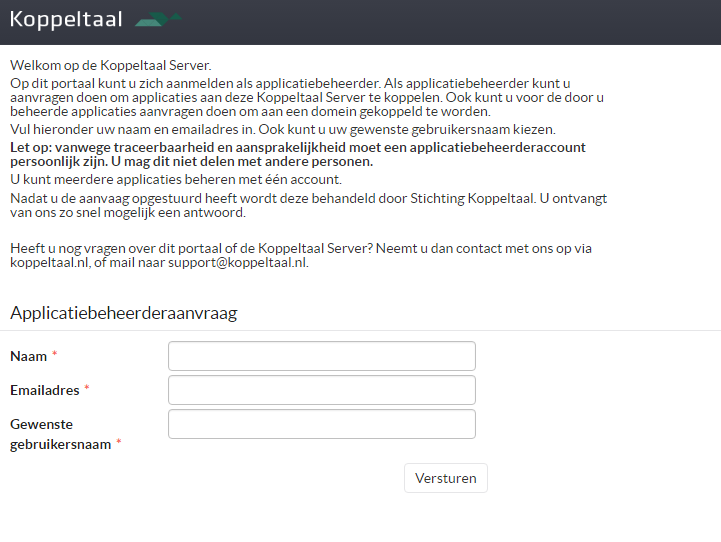 Koppeltaal
Welkom op de Koppeltaal Server.
Op dit portaal kunt u zich aanmelden als applicatiebeheerder. Als applicatiebeheerder kunt u
aanvragen doen om applicaties aan deze Koppeltaal Server te koppelen. Ook kunt u voor de door u
beheerde applicaties aanvragen doen om aan een domein gekoppeld te worden.
Vul hieronder uw naam en emailadres in. Ook kunt u uw gewenste gebruikersnaam kiezen.
Let op: vanwege traceerbaarheid en aansprakelijkheid moet een applicatiebeheerderaccount
persoonlijk zijn. U mag dit niet delen met andere personen.
U kunt meerdere applicaties beheren met één account.
Nadat u de aanvaag opgestuurd heeft wordt deze behandeld door Stichting Koppeltaal. U ontvangt
van ons zo snel mogelijk een antwoord.
Heeft u nog vragen over dit portaal of de Koppeltaal Server? Neemt u dan contact met ons op via
koppeltaal.nl, of mail naar support@koppeltaal.nl.
Applicatiebeheerderaanvraag
Naam *
Emailadres *
Gewenste
gebruikersnaam *
Versturen